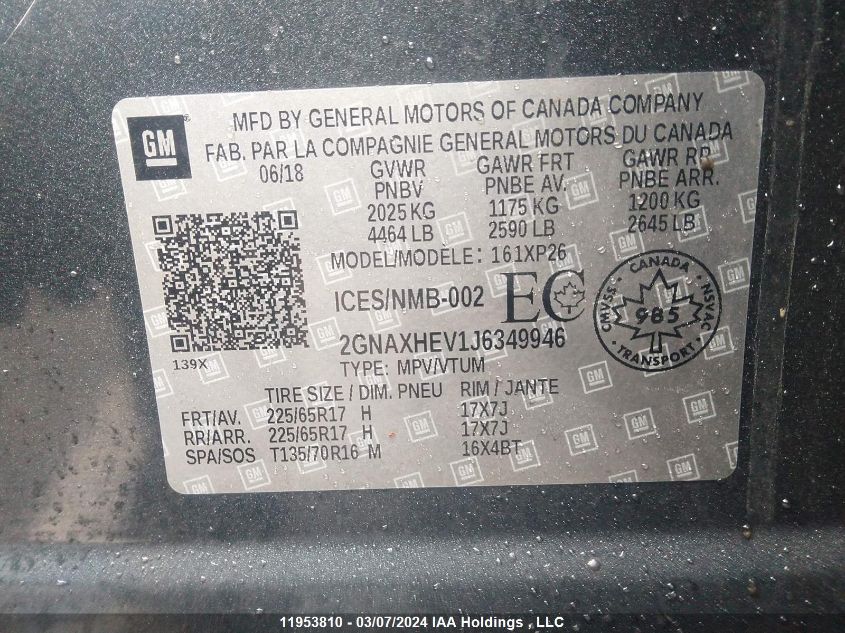 GM
MFD BY GENERAL MOTORS OF CANADA COMPANY
FAB. PAR LA COMPAGNIE GENERAL MOTORS DU CANADA
06/18 GVWR GAWR FRT GAWR RR
PNBV PNBE AV. PNBE ARR.
2025 KG 1175 KG 1200 KG
4464 LB 2590 LB 2645 LB
MODEL/MODÈLE: 161XP26
ICES/NMB-002 EC
CANADA
CMVSS NSVAC
985
TRANSPORT
2GNAXHEV1J6349946
139X
TYPE: MPV/VTUM
TIRE SIZE / DIM. PNEU RIM / JANTE
FRT/AV. 225/65R17 H 17X7J
RR/ARR. 225/65R17 H 17X7J
SPA/SOS T135/70R16 M 16X4BT
11953810 - 03/07/2024 IAA Holdings , LLC